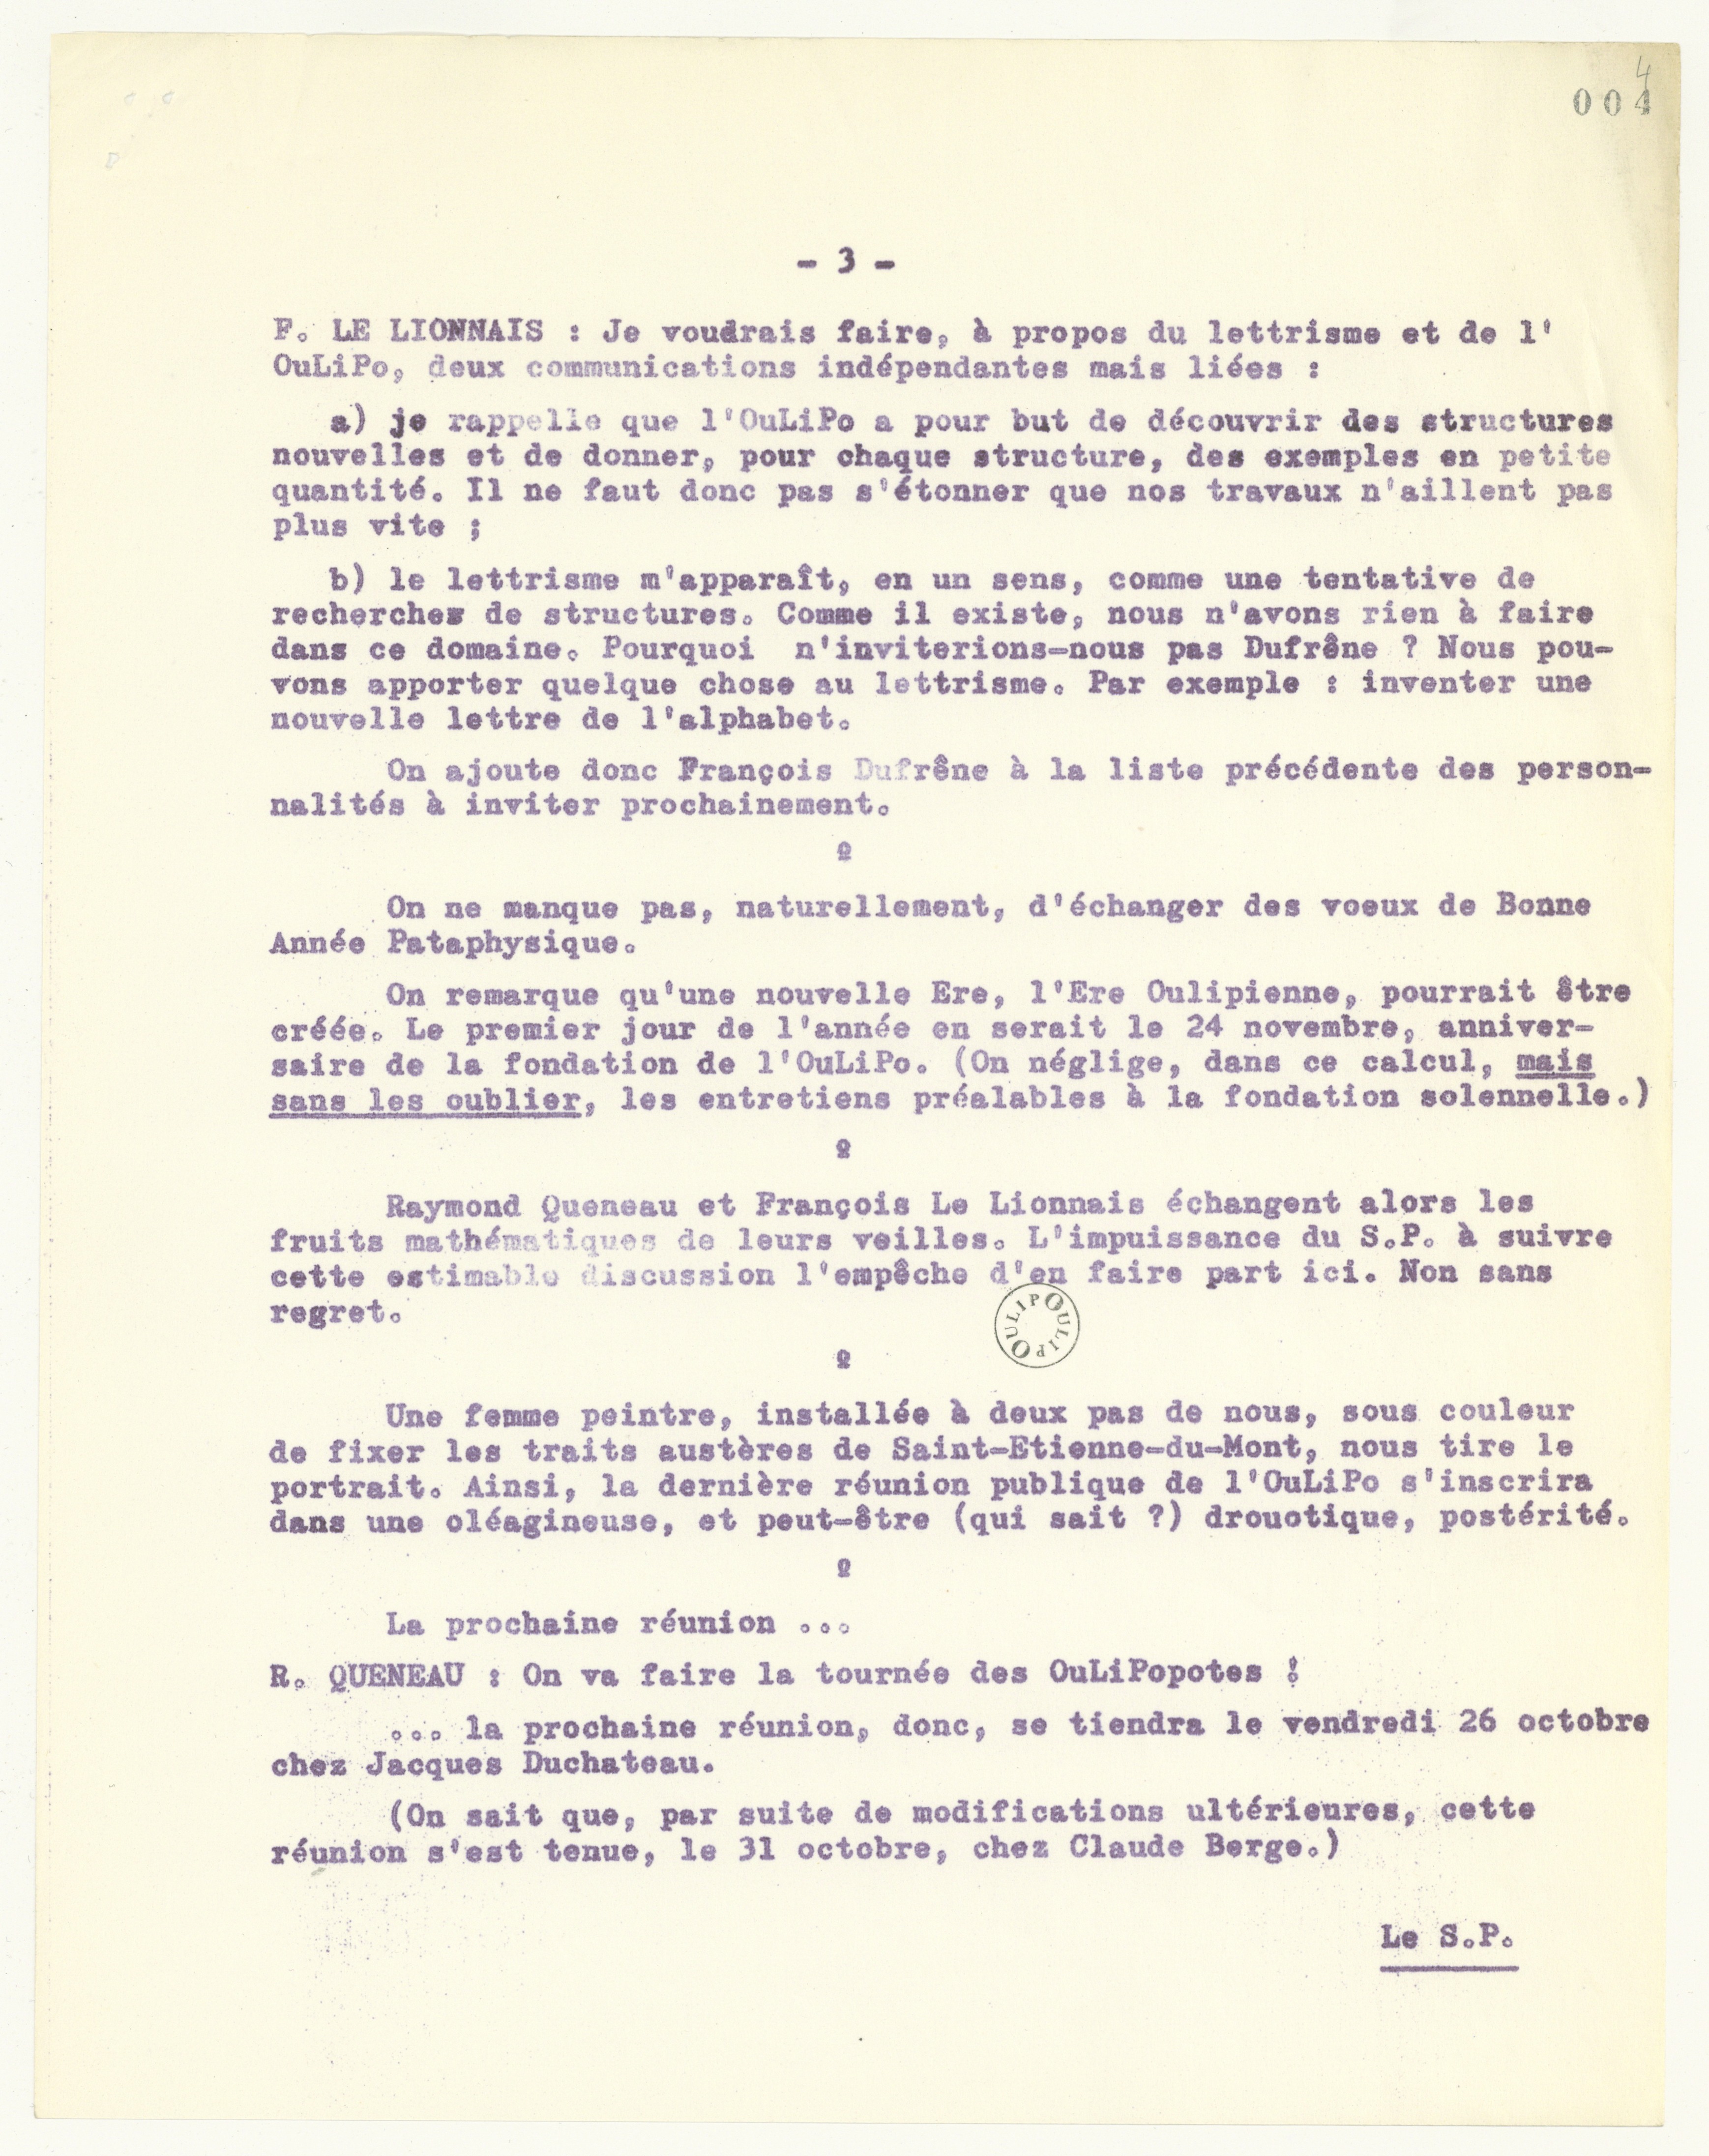 4
004
- 3 -
F. LE LIONNAIS : Je voudrais faire, à propos du lettrisme et de l'
OuLiPo, deux communications indépendantes mais liées :
a) je rappelle que l'OuLiPo a pour but de découvrir des structures
nouvelles et de donner, pour chaque structure, des exemples en petite
quantité. Il ne faut donc pas s'étonner que nos travaux n'aillent pas
plus vite ;
b) le lettrisme m'apparaît, en un sens, comme une tentative de
recherches de structures. Comme il existe, nous n'avons rien à faire
dans ce domaine. Pourquoi n'inviterions-nous pas Dufrêne ? Nous pou-
vons apporter quelque chose au lettrisme. Par exemple : inventer une
nouvelle lettre de l'alphabet.
On ajoute donc François Dufrêne à la liste précédente des person-
nalités à inviter prochainement.
o
On ne manque pas, naturellement, d'échanger des voeux de Bonne
Année Pataphysique.
On remarque qu'une nouvelle Ere, l'Ere Oulipienne, pourrait être
créée. Le premier jour de l'année en serait le 24 novembre, anniver-
saire de la fondation de l'OuLiPo. (On néglige, dans ce calcul, mais
sans les oublier, les entretiens préalables à la fondation solennelle.)
o
Raymond Queneau et François Le Lionnais échangent alors les
fruits mathématiques de leurs veilles. L'impuissance du S.P. à suivre
cette estimable discussion l'empêche d'en faire part ici. Non sans
regret.
OULIPOULIPO
o
Une femme peintre, installée à deux pas de nous, sous couleur
de fixer les traits austères de Saint-Etienne-du-Mont, nous tire le
portrait. Ainsi, la dernière réunion publique de l'OuLiPo s'inscrira
dans une oléagineuse, et peut-être (qui sait ?) drouotique, postérité.
o
La prochaine réunion ...
R. QUENEAU : On va faire la tournée des OuLiPopotes !
... la prochaine réunion, donc, se tiendra le vendredi 26 octobre
chez Jacques Duchateau.
(On sait que, par suite de modifications ultérieures, cette
réunion s'est tenue, le 31 octobre, chez Claude Berge.)
Le S.P.